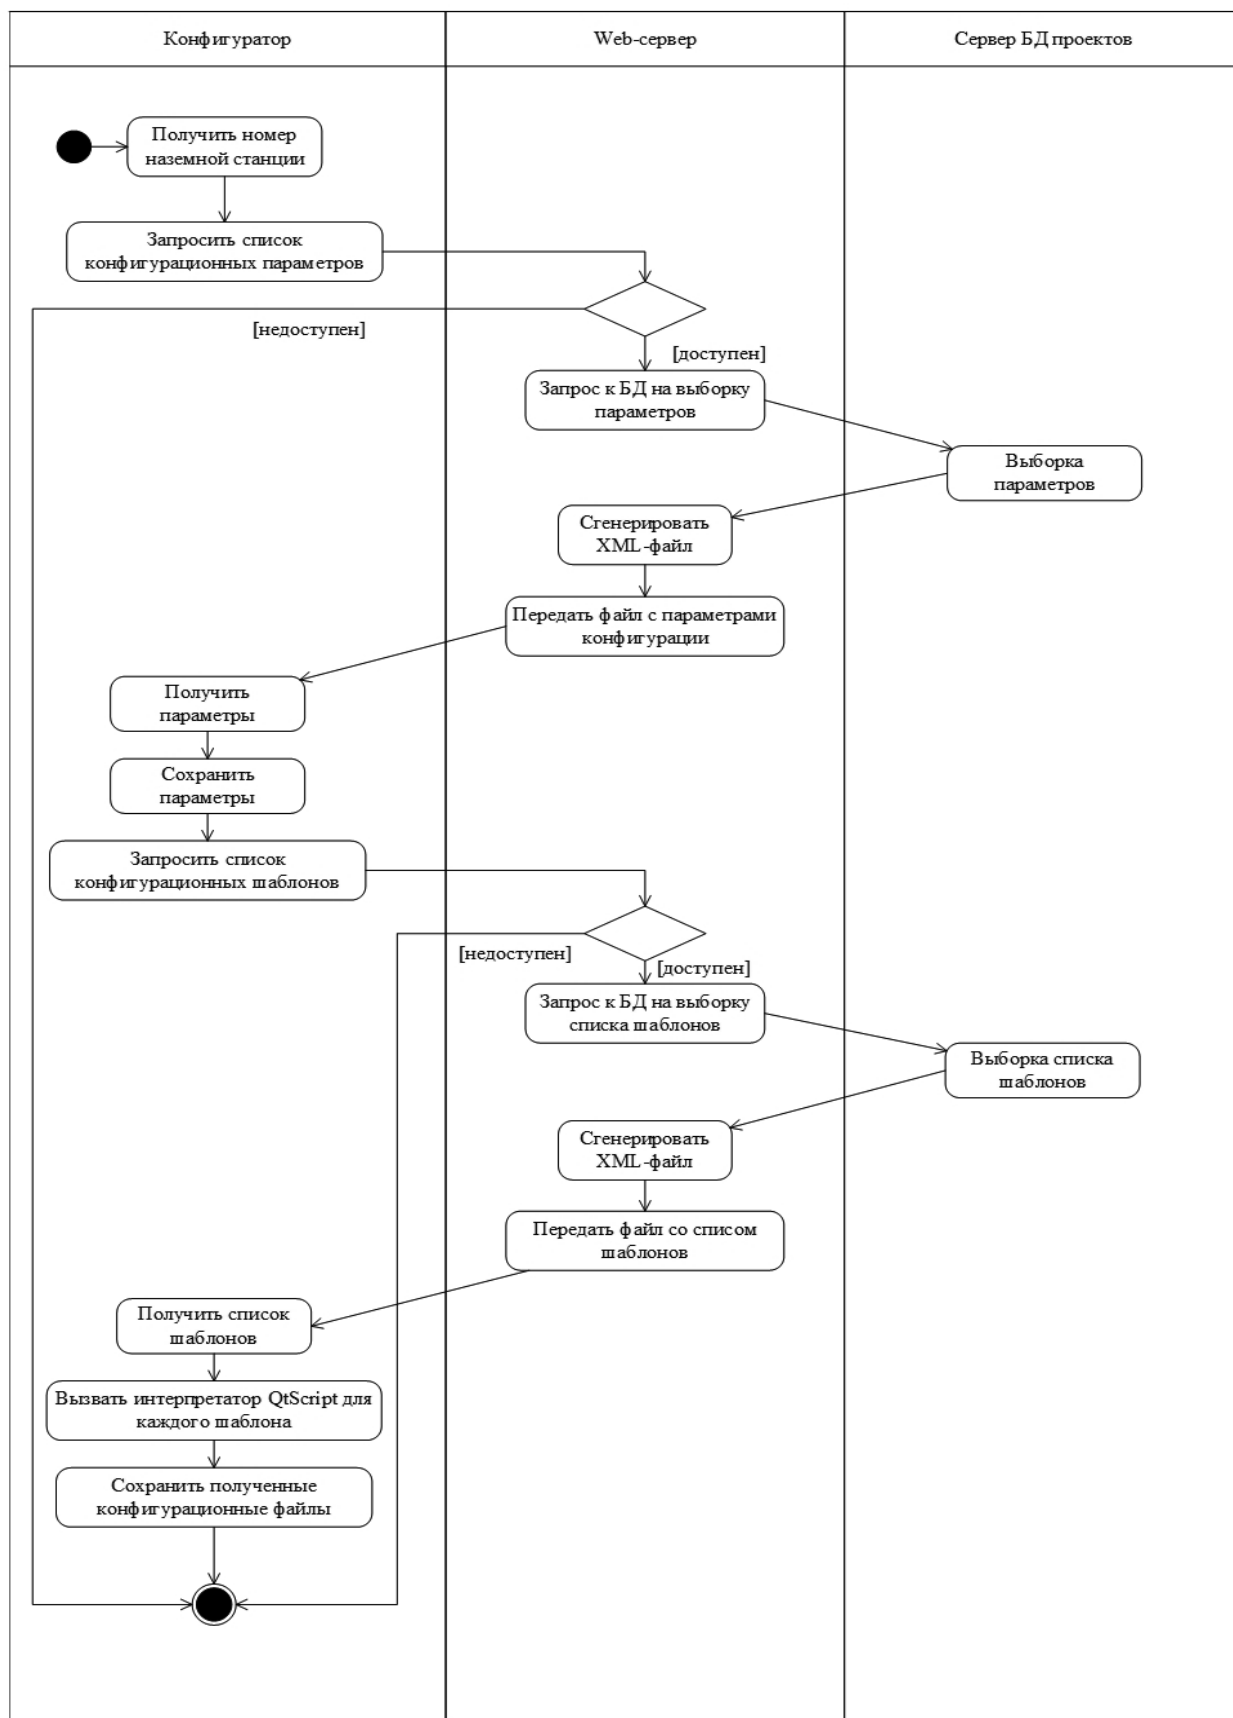 Конфигуратор
Web-сервер
Сервер БД проектов
Получить номер
наземной станции
Запросить список
конфигурационных параметров
[недоступен]
[доступен]
Запрос к БД на выборку
параметров
Выборка
параметров
Сгенерировать
XML-файл
Передать файл с параметрами
конфигурации
Получить
параметры
Сохранить
параметры
Запросить список
конфигурационных шаблонов
[недоступен]
[доступен]
Запрос к БД на выборку
списка шаблонов
Выборка списка
шаблонов
Сгенерировать
XML-файл
Передать файл со списом
шаблонов
Получить список
шаблонов
Вызвать интерпретатор QtScript для
каждого шаблона
Сохранить полученные
конфигурационные файлы